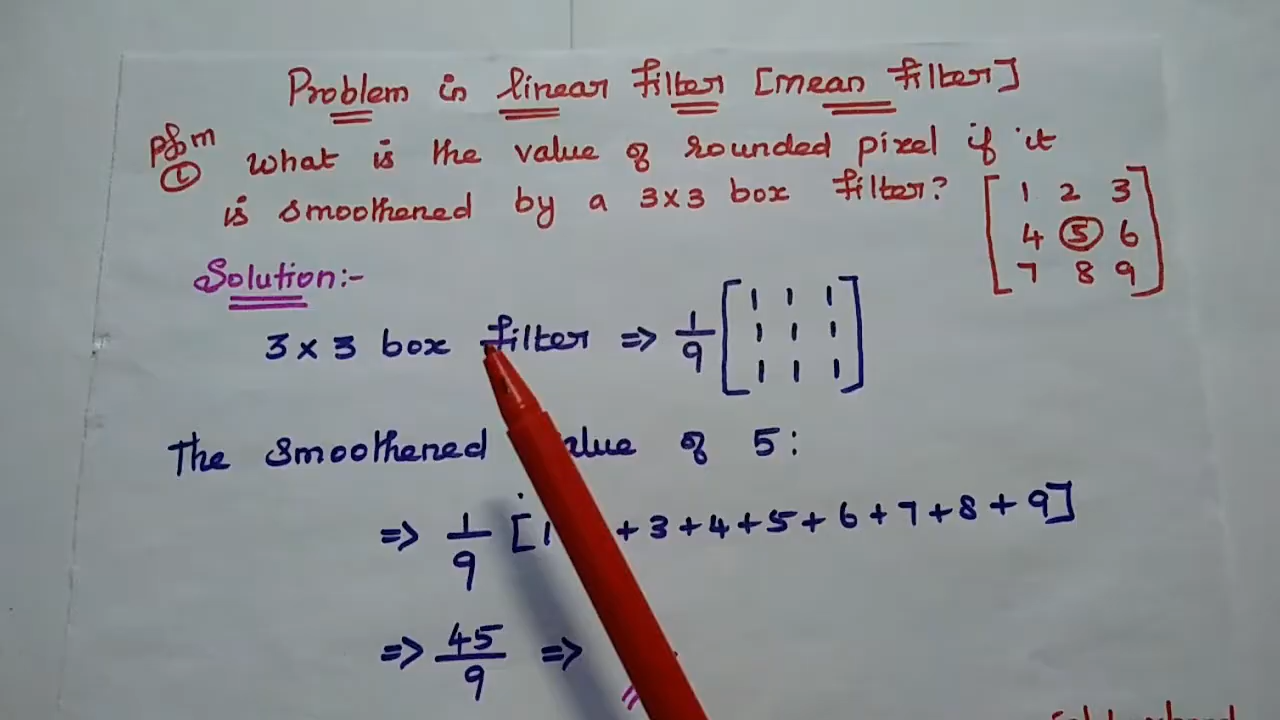 Problem in linear filter [mean filter]
pbm
1 what is the value of rounded pixel if it
is smoothened by a 3x3 box filter?
1 2 3
4 5 6
7 8 9
Solution:-
3 x 3 box filter => 1/9 [1 1 1
1 1 1
1 1 1]
The smoothened of 5:
=> 1/9 [1 + 3 + 4 + 5 + 6 + 7 + 8 + 9]
=> 45/9 =>